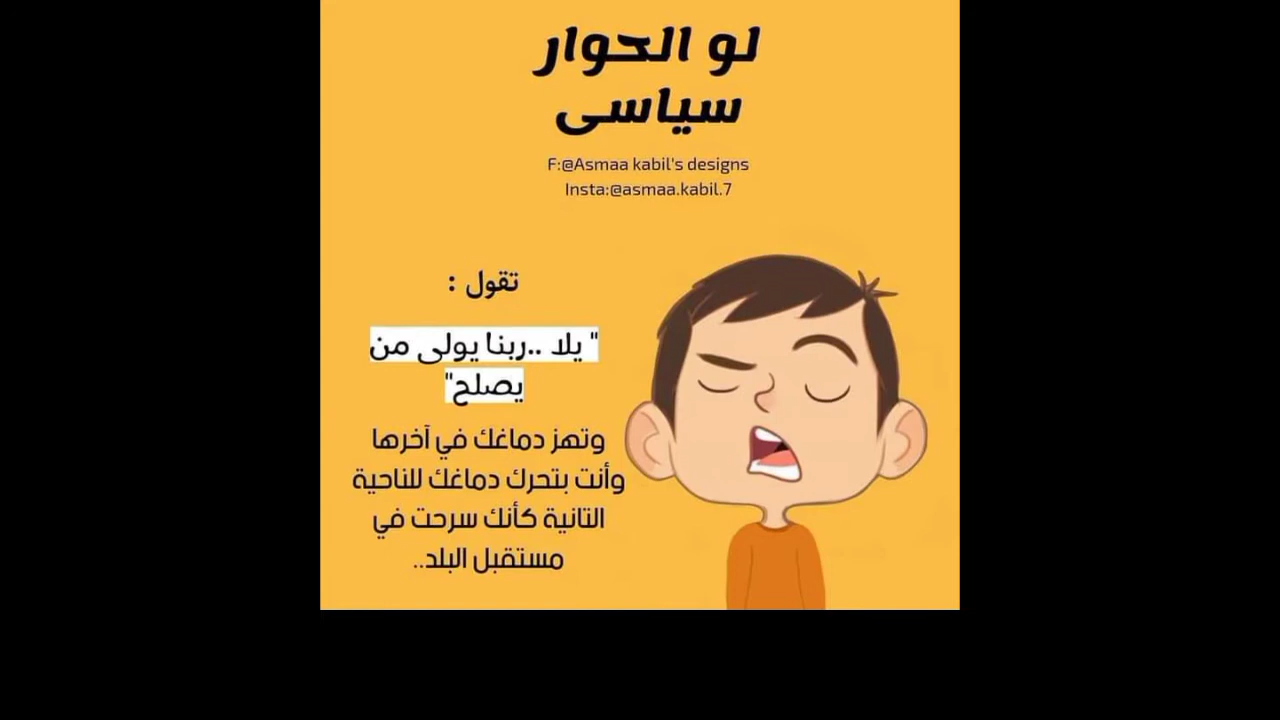 لو الحوار
سياسى
F:@Asmaa kabil's designs
Insta:@asmaa.kabil.7
تقول :
" يلا ..ربنا يولى من
يصلح"
وتهز دماغك في آخرها
وأنت بتحرك دماغك للناحية
التانية كأنك سرحت في
مستقبل البلد..